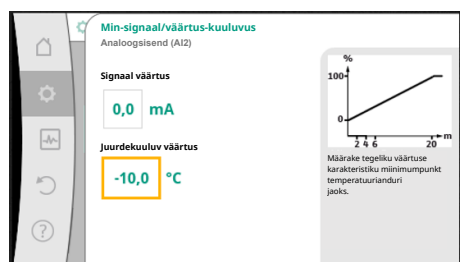 Min-signaal/väärtus-kuuluvus
Analoogsisend (AI2)
Signaal väärtus
0,0 mA
Juurdekuuluv väärtus
-10,0 °C
%
100
0
2 4 6 20 m
Määrake tegeliku väärtuse
karakteristiku miinimumpunkt
temperatuurianduri
jaoks.